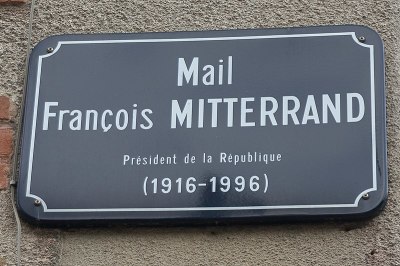 Mail
François MITTERRAND
Président de la République
(1916-1996)